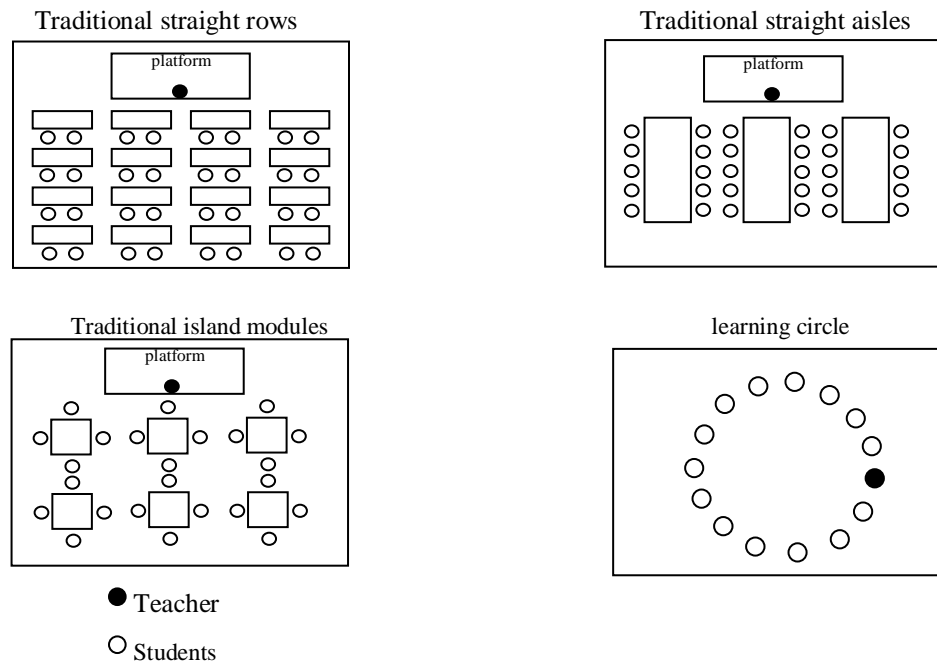 Traditional straight rows
Traditional straight aisles
platform
platform
Traditional island modules
learning circle
platform
Teacher
Students